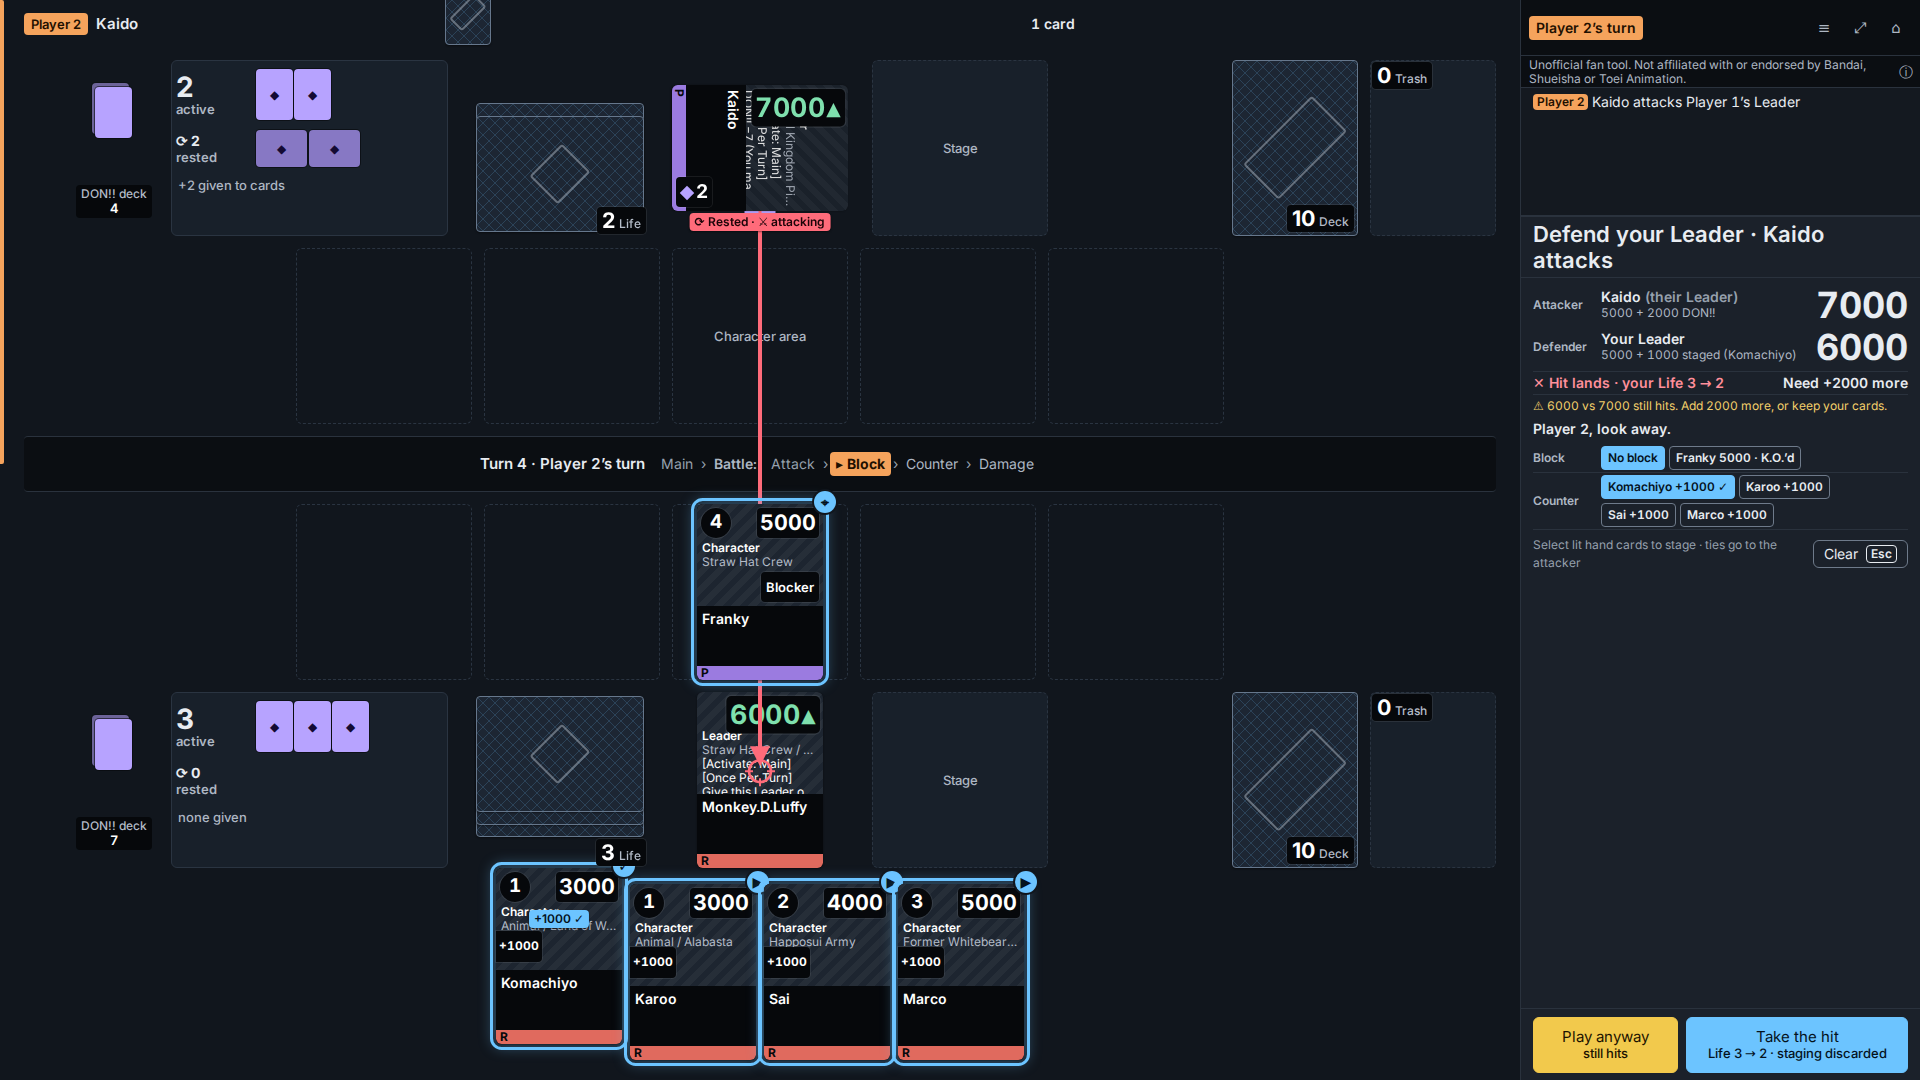 Player 2 Kaido
1 card
2
active
⟳ 2
rested
+2 given to cards
DON!! deck
4
2 Life
P
Kaido
7000▲
Per Turn]
◆2
⟳ Rested · ⚔ attacking
Stage
10 Deck
0 Trash
Character area
Turn 4 · Player 2’s turn
Main › Battle: Attack › ▸ Block › Counter › Damage
4
5000
Character
Straw Hat Crew
Blocker
Franky
P
3
active
⟳ 0
rested
none given
DON!! deck
7
3 Life
6000▲
Leader
Straw Hat Crew / …
[Activate: Main]
[Once Per Turn]
Give this Leader
Monkey.D.Luffy
R
Stage
10 Deck
0 Trash
1
3000
+1000 ✓
+1000
Komachiyo
R
1
3000
Character
Animal / Alabasta
+1000
Karoo
R
2
4000
Character
Happosui Army
+1000
Sai
R
3
5000
Character
Former Whitebear…
+1000
Marco
R
Player 2’s turn
Unofficial fan tool. Not affiliated with or endorsed by Bandai,
Shueisha or Toei Animation.
Player 2 Kaido attacks Player 1’s Leader
Defend your Leader · Kaido
attacks
Attacker
Kaido (their Leader)
5000 + 2000 DON!!
7000
Defender
Your Leader
5000 + 1000 staged (Komachiyo)
6000
✕ Hit lands · your Life 3 → 2
Need +2000 more
⚠ 6000 vs 7000 still hits. Add 2000 more, or keep your cards.
Player 2, look away.
Block
No block
Franky 5000 · K.O.’d
Counter
Komachiyo +1000 ✓
Karoo +1000
Sai +1000
Marco +1000
Select lit hand cards to stage · ties go to the
attacker
Clear Esc
Play anyway
still hits
Take the hit
Life 3 → 2 · staging discarded